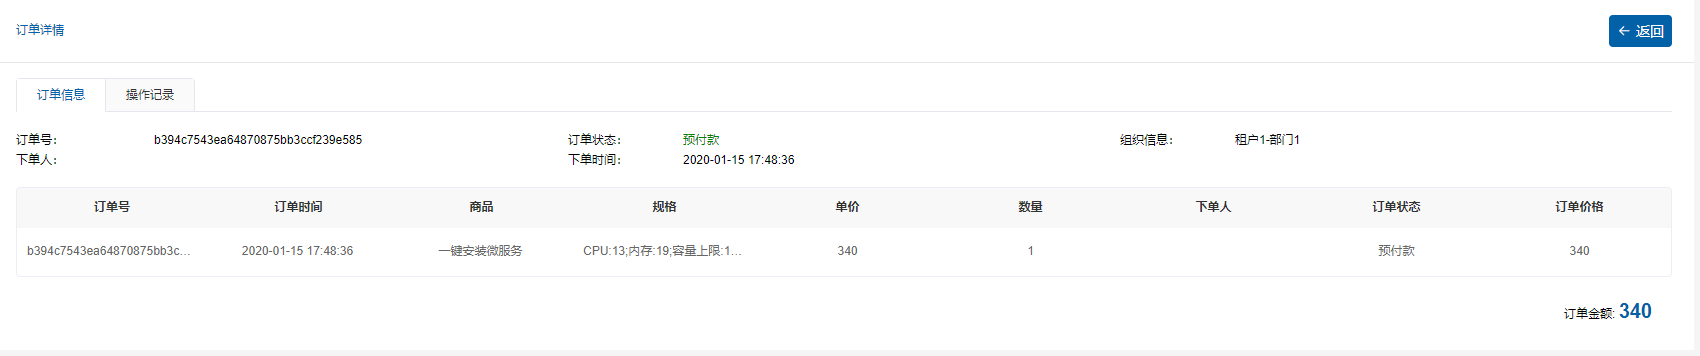 订单详情
← 返回
订单信息 操作记录
订单号： b394c7543ea64870875bb3ccf239e585 订单状态： 预付款 组织信息： 租户1-部门1
下单人： 下单时间： 2020-01-15 17:48:36
订单号 订单时间 商品 规格 单价 数量 下单人 订单状态 订单价格
b394c7543ea64870875bb3c... 2020-01-15 17:48:36 一键安装微服务 CPU:13;内存:19;容量上限:1... 340 1 预付款 340
订单金额: 340